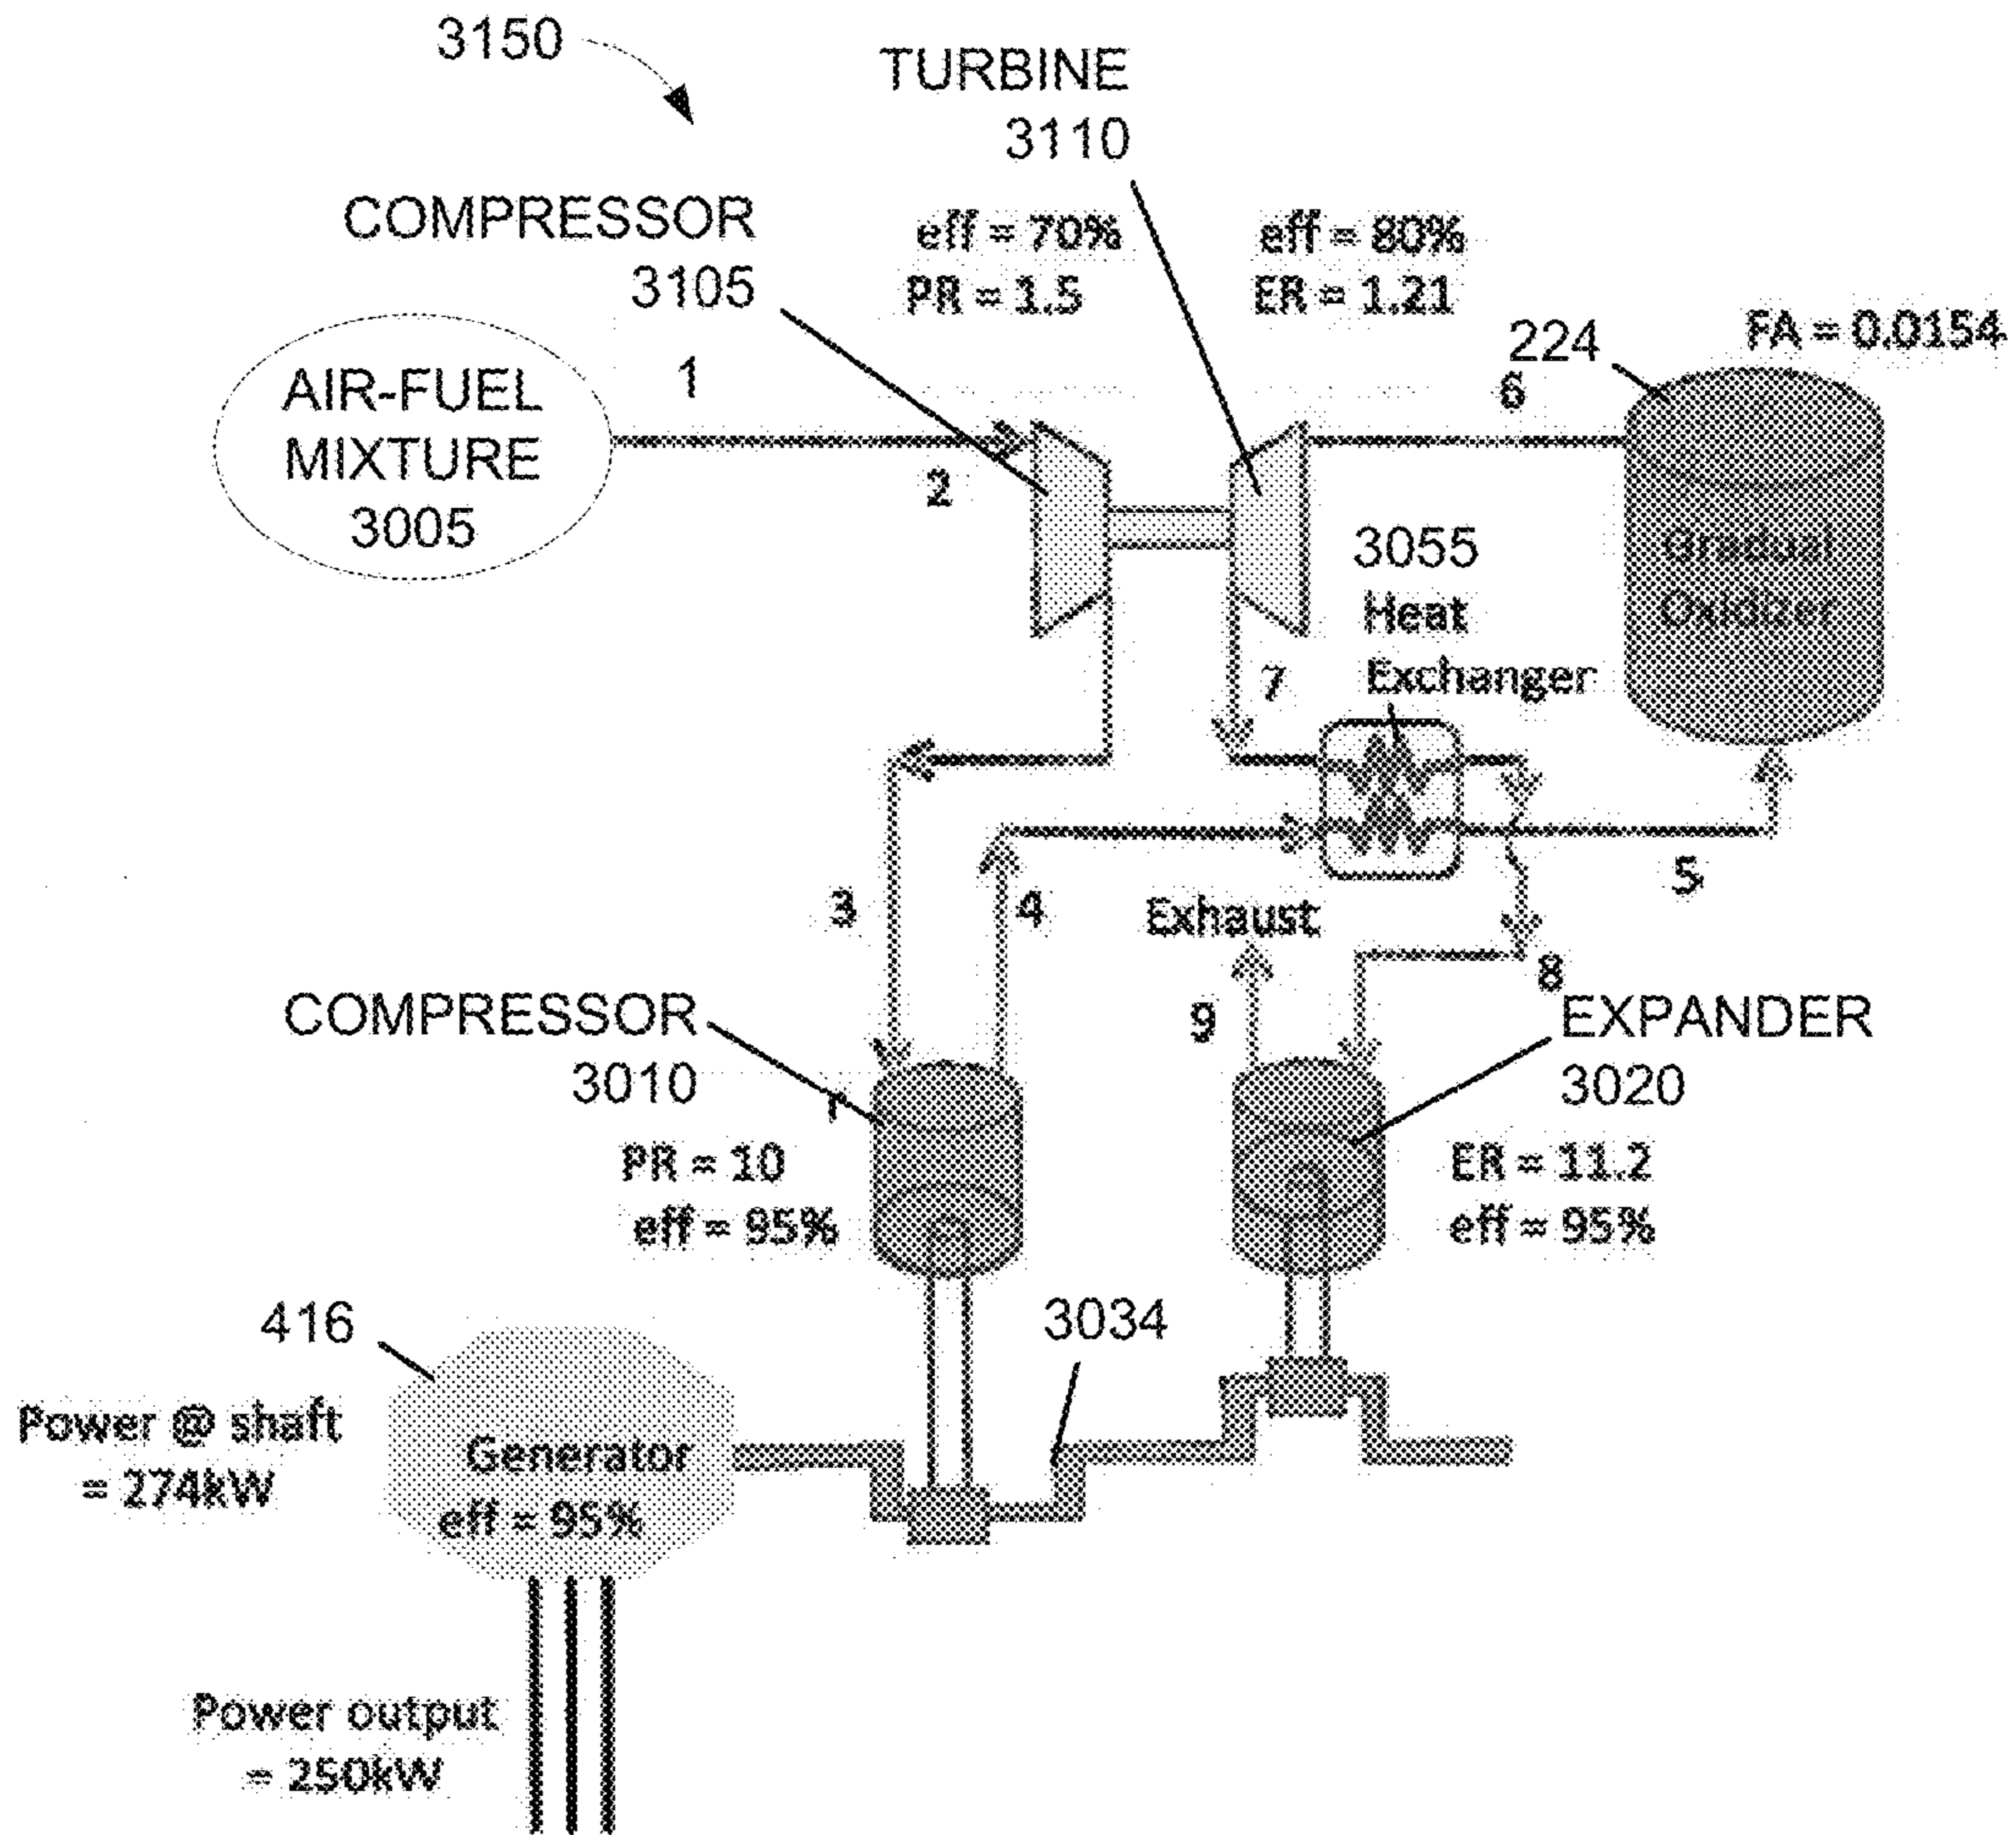 3150
TURBINE
3110
COMPRESSOR
3105
eff = 70%
PR = 1.5
eff = 80%
ER = 1.21
224
FA = 0.0154
AIR-FUEL
MIXTURE
3005
1
2
6
3055
Heat
Exchanger
Gradual
Oxidizer
7
3
4
5
Exhaust
8
9
COMPRESSOR
3010
PR = 10
eff = 95%
EXPANDER
3020
ER = 11.2
eff = 95%
416
3034
Power @ shaft
= 274kW
Generator
eff = 95%
Power output
= 250kW